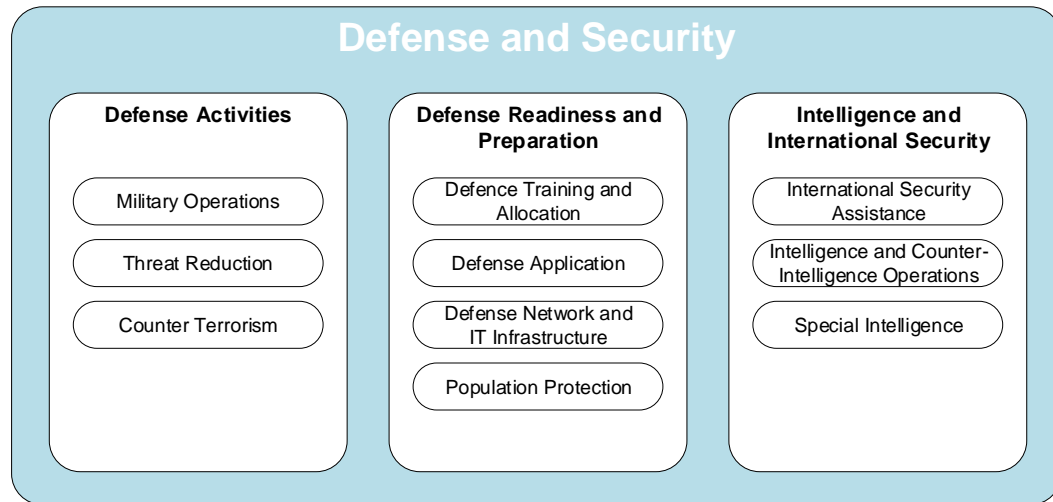 Defense and Security
Defense Activities
Military Operations
Threat Reduction
Counter Terrorism
Defense Readiness and
Preparation
Defence Training and
Allocation
Defense Application
Defense Network and
IT Infrastructure
Population Protection
Intelligence and
International Security
International Security
Assistance
Intelligence and Counter-
Intelligence Operations
Special Intelligence